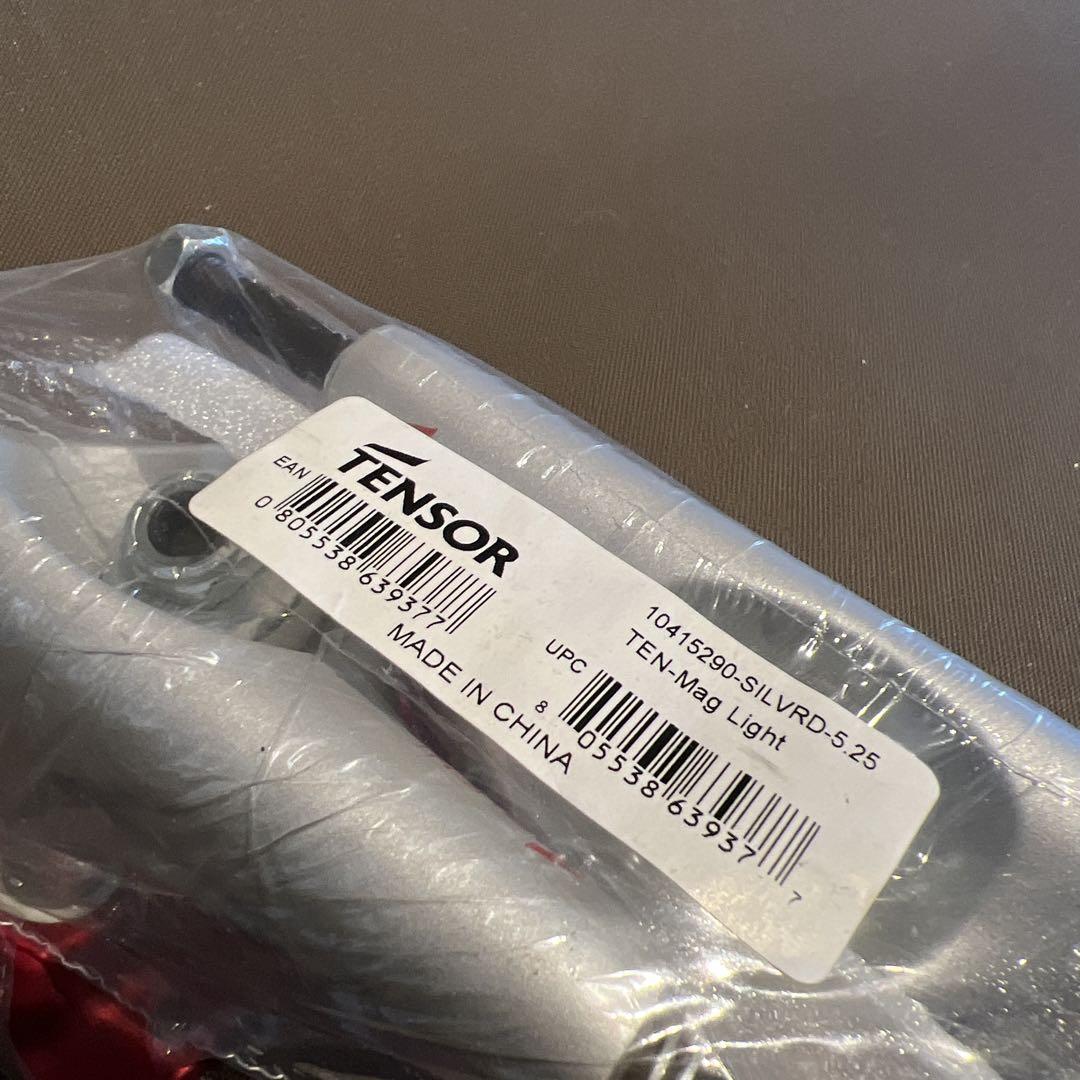 TENSOR
EAN
0 805538 639377
MADE IN CHINA
10415290-SILVRD-5.25
TEN-Mag Light
UPC
8 05538 63937 7